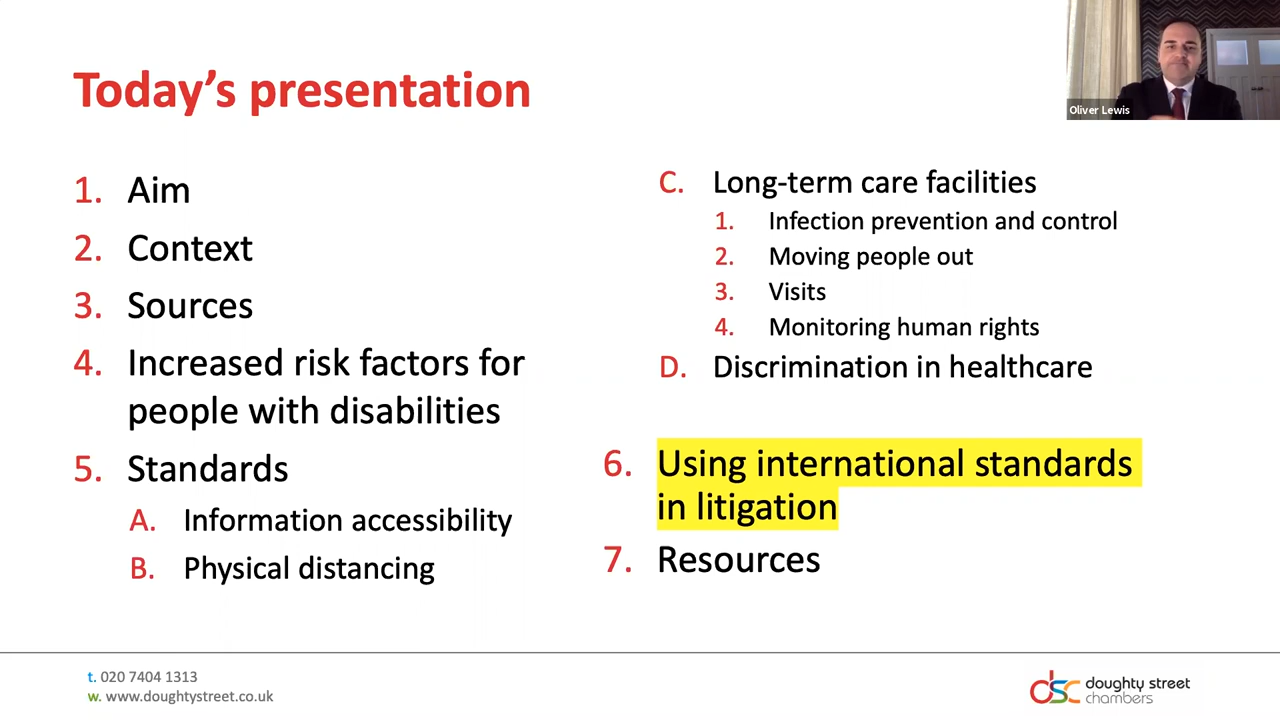 Today's presentation
Oliver Lewis
1. Aim
2. Context
3. Sources
4. Increased risk factors for
people with disabilities
5. Standards
A. Information accessibility
B. Physical distancing
C. Long-term care facilities
1. Infection prevention and control
2. Moving people out
3. Visits
4. Monitoring human rights
D. Discrimination in healthcare
6. Using international standards
in litigation
7. Resources
t. 020 7404 1313
w. www.doughtystreet.co.uk
dsc doughty street
chambers